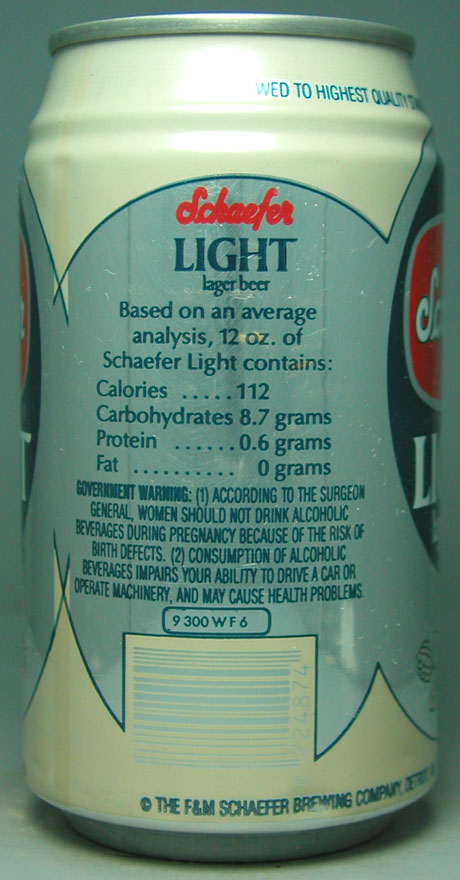 WED TO HIGHEST QUALITY
Schaefer
LIGHT
lager beer
Based on an average
analysis, 12 oz. of
Schaefer Light contains:
Calories .....112
Carbohydrates 8.7 grams
Protein ......0.6 grams
Fat .......... 0 grams
GOVERNMENT WARNING: (1) ACCORDING TO THE SURGEON
GENERAL, WOMEN SHOULD NOT DRINK ALCOHOLIC
BEVERAGES DURING PREGNANCY BECAUSE OF THE RISK OF
BIRTH DEFECTS. (2) CONSUMPTION OF ALCOHOLIC
BEVERAGES IMPAIRS YOUR ABILITY TO DRIVE A CAR OR
OPERATE MACHINERY, AND MAY CAUSE HEALTH PROBLEMS.
9 300 W F 6
224874
© THE F&M SCHAEFER BREWING COMPANY, DETROIT,